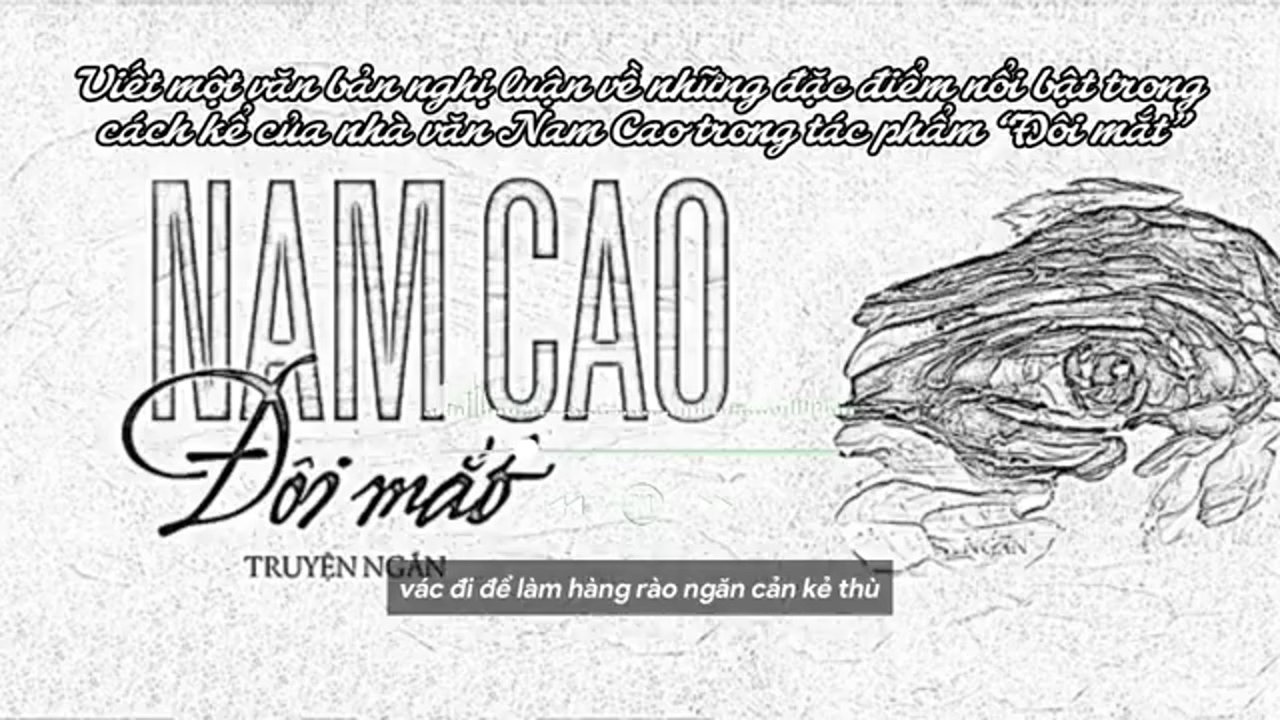 Viết một văn bản nghị luận về những đặc điểm nổi bật trong
cách kể của nhà văn Nam Cao trong tác phẩm “Đôi mắt”
NAM CAO
Đôi mắt
TRUYỆN NGẮN
vác đi để làm hàng rào ngăn cản kẻ thù